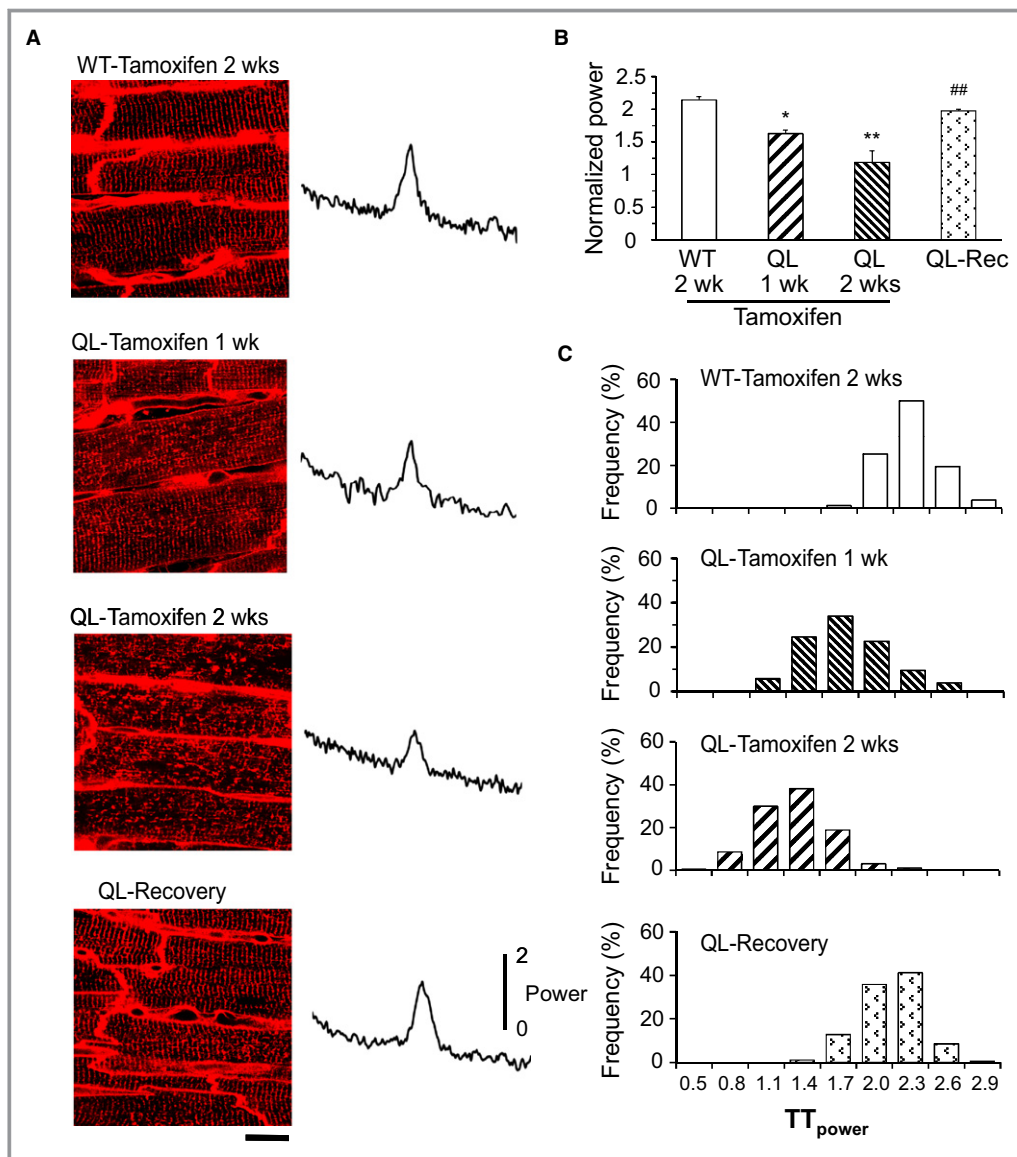 A
WT-Tamoxifen 2 wks
QL-Tamoxifen 1 wk
QL-Tamoxifen 2 wks
QL-Recovery
2
Power
0
B
Normalized power
2.5
2
1.5
1
0.5
0
*
**
##
WT QL QL QL-Rec
2 wk 1 wk 2 wks
Tamoxifen
C
WT-Tamoxifen 2 wks
Frequency (%)
60
40
20
0
QL-Tamoxifen 1 wk
Frequency (%)
60
40
20
0
QL-Tamoxifen 2 wks
Frequency (%)
60
40
20
0
QL-Recovery
Frequency (%)
60
40
20
0
0.5 0.8 1.1 1.4 1.7 2.0 2.3 2.6 2.9
TTpower